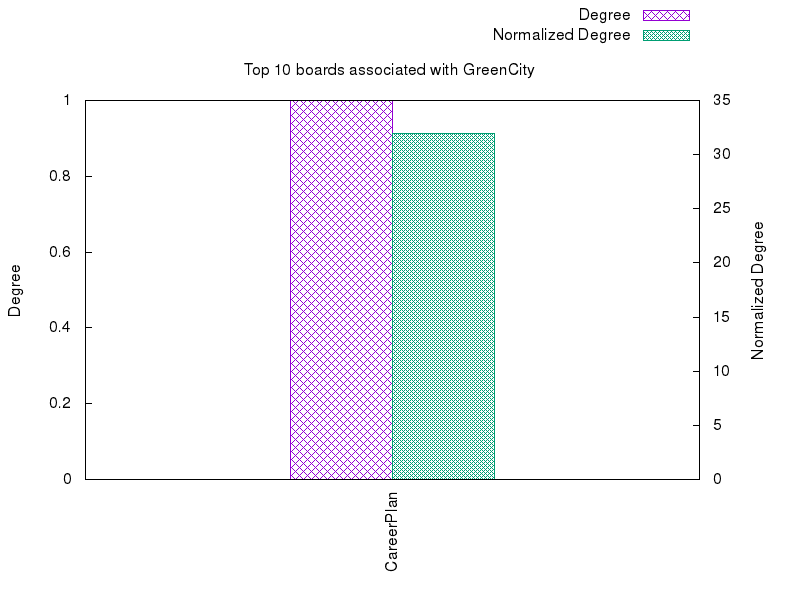 Degree
Normalized Degree
Top 10 boards associated with GreenCity
1
0.8
0.6
0.4
0.2
0
35
30
25
20
15
10
5
0
Degree
Normalized Degree
CareerPlan